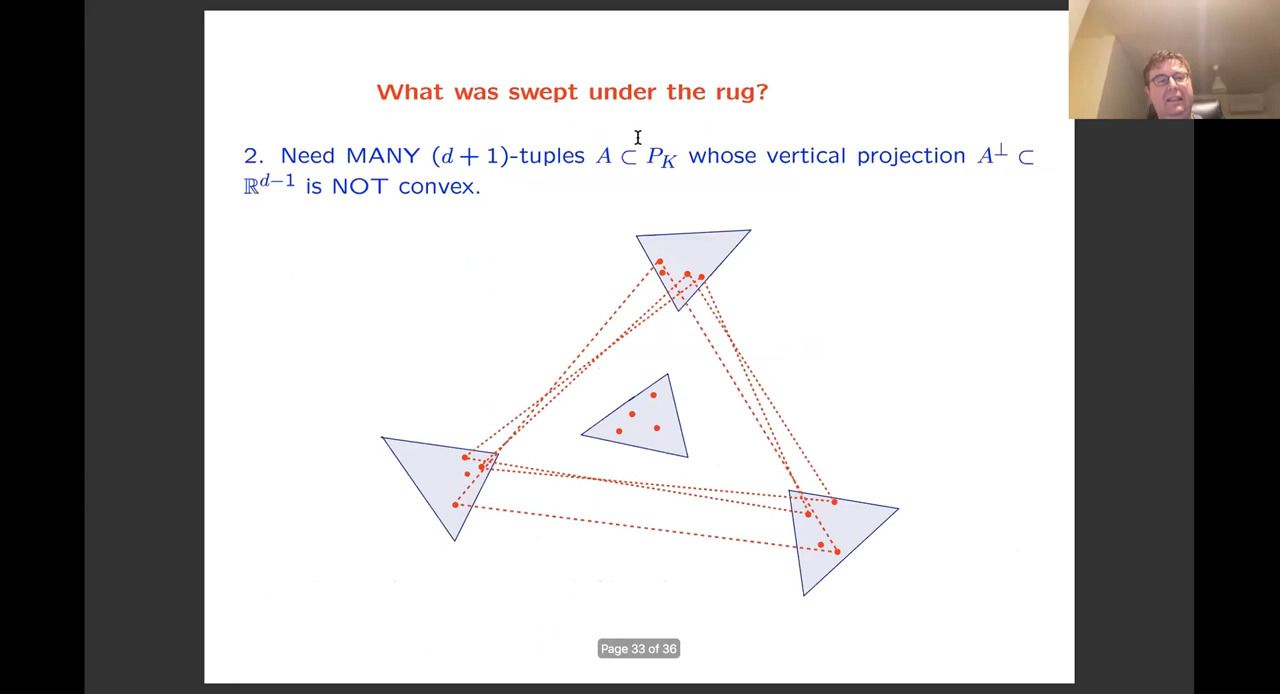 What was swept under the rug?
2. Need MANY (d + 1)-tuples A ⊂ P_K whose vertical projection A^⊥ ⊂
ℝ^{d−1} is NOT convex.
Page 33 of 36